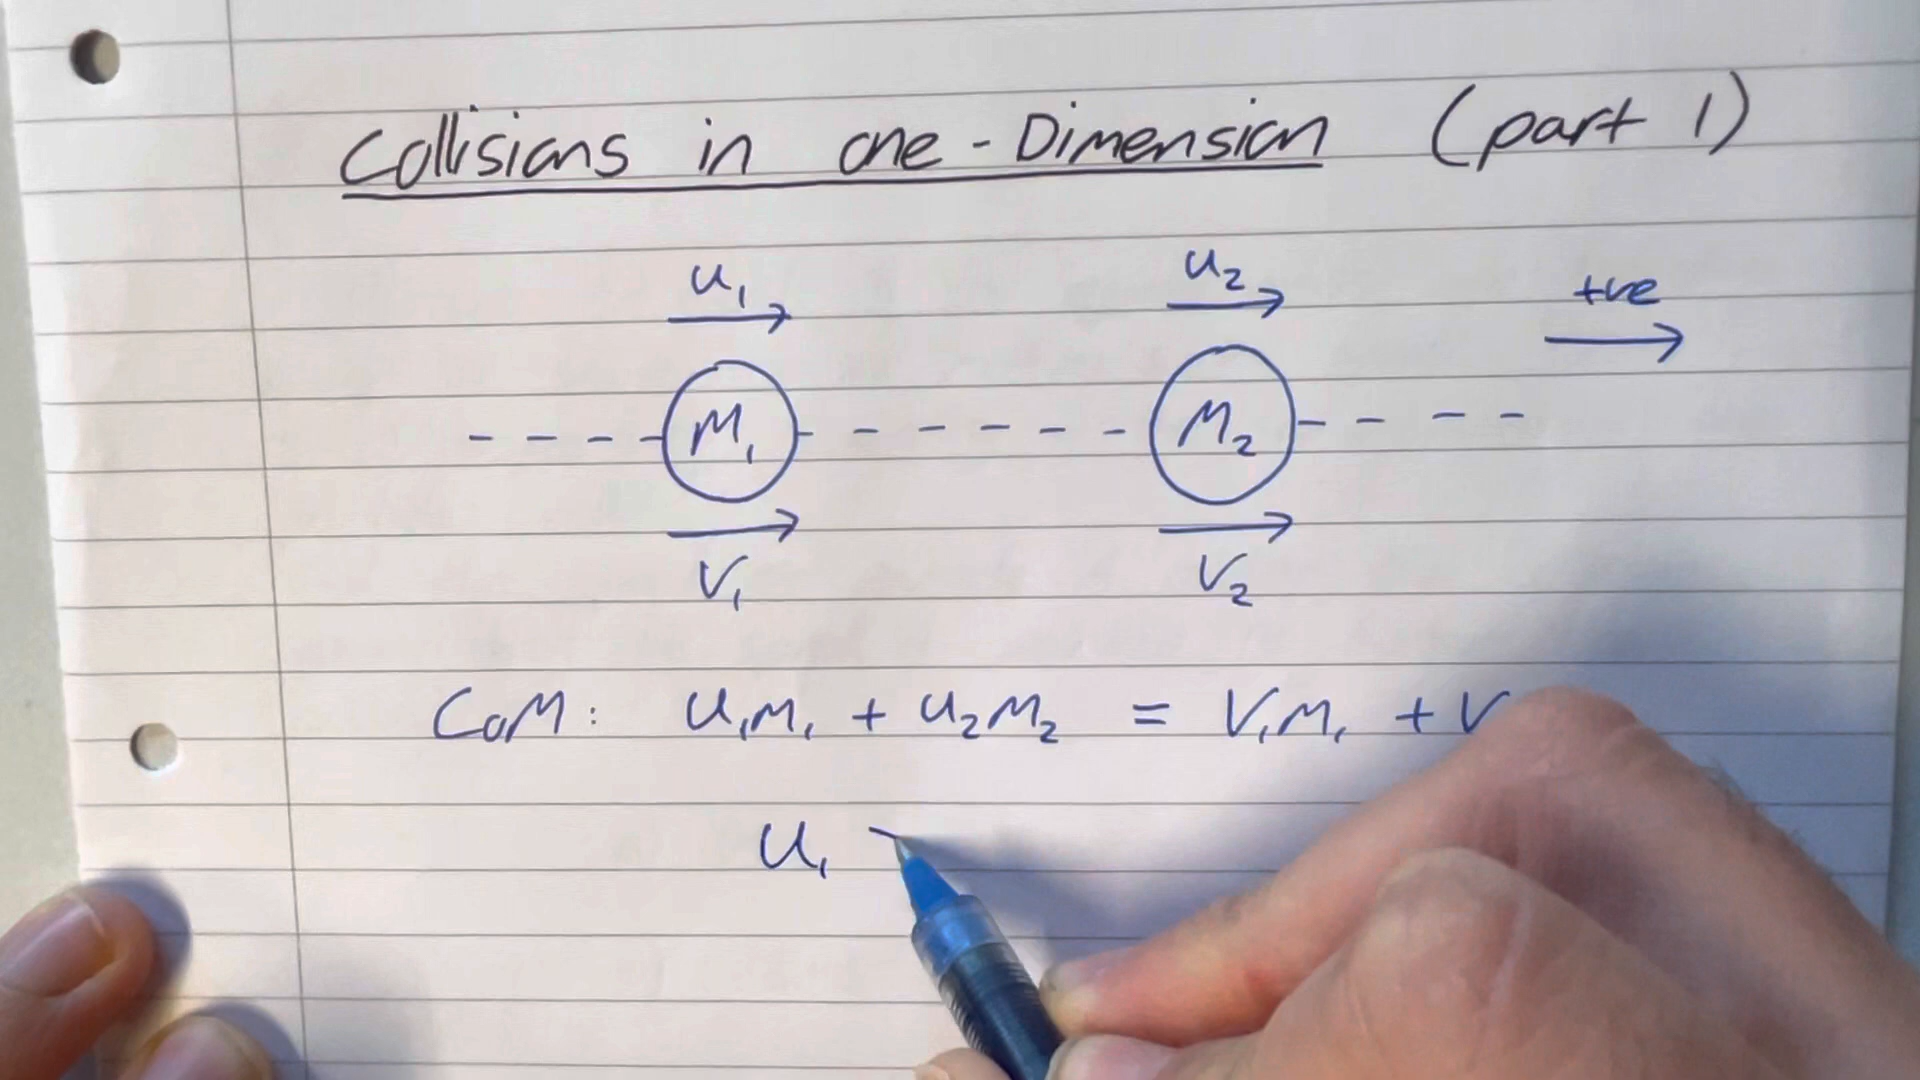 Collisions in one-Dimension (part 1)
u₁ u₂ +ve
M₁ M₂
V₁ V₂
CoM: u₁M₁ + u₂M₂ = V₁M₁ + V
u₁